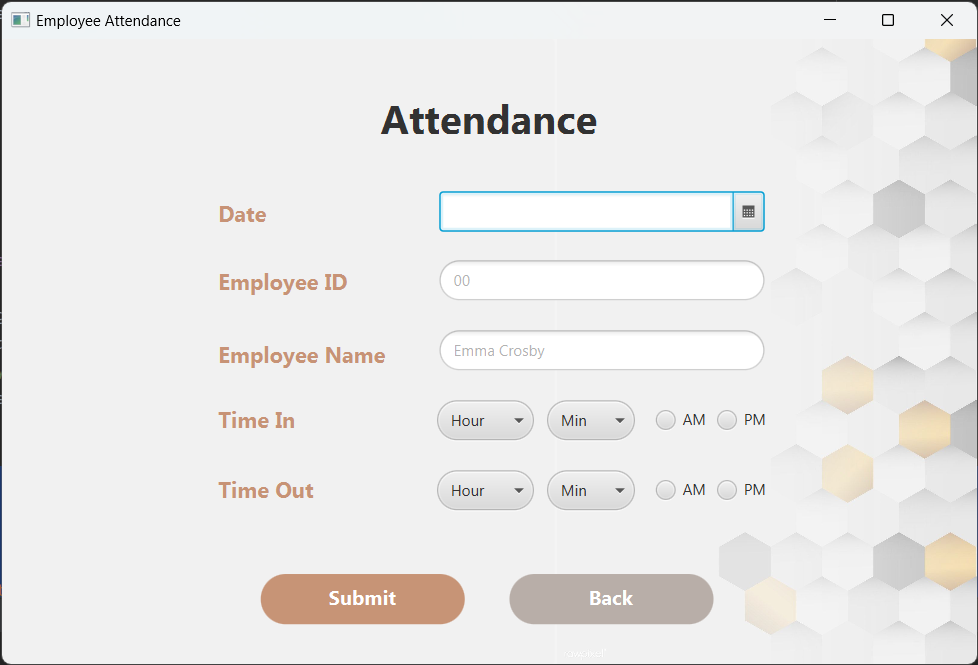 Employee Attendance
Attendance
Date
Employee ID 00
Employee Name Emma Crosby
Time In Hour Min AM PM
Time Out Hour Min AM PM
Submit Back